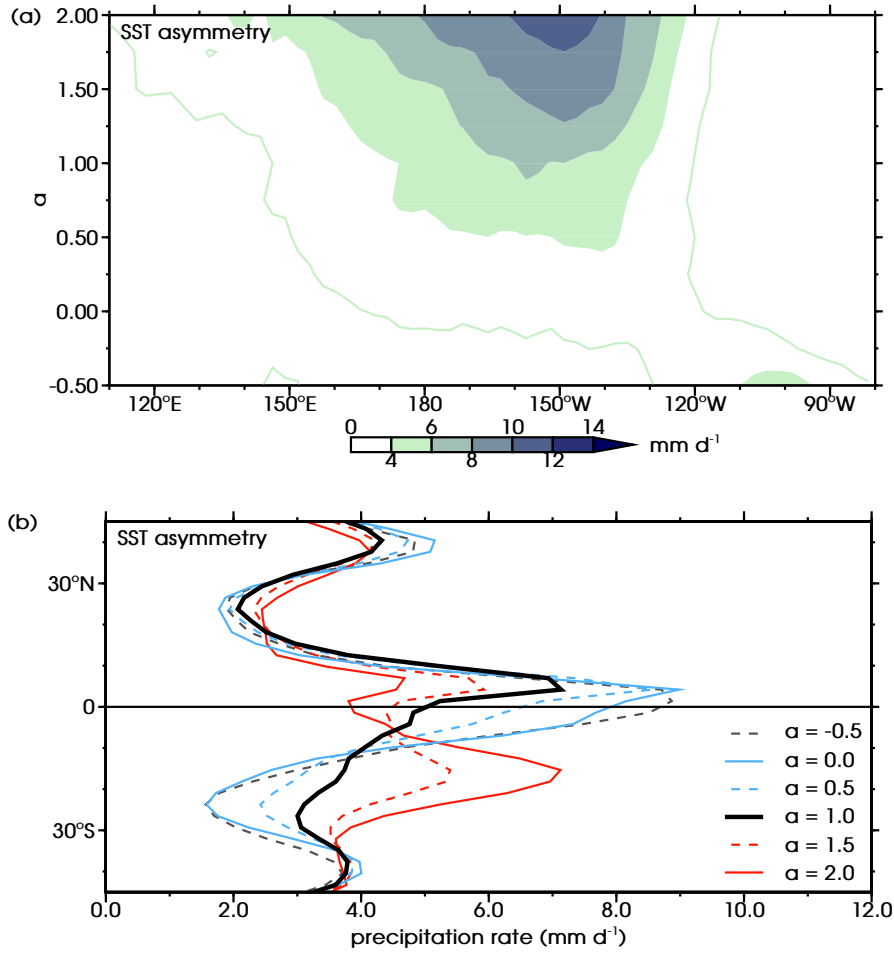 (a)
SST asymmetry
2.00
1.50
1.00
0.50
0.00
-0.50
a
120°E 150°E 180 150°W 120°W 90°W
0 6 10 14
4 8 12
mm d⁻¹
(b)
SST asymmetry
30°N
0
30°S
a = -0.5
a = 0.0
a = 0.5
a = 1.0
a = 1.5
a = 2.0
0.0 2.0 4.0 6.0 8.0 10.0 12.0
precipitation rate (mm d⁻¹)